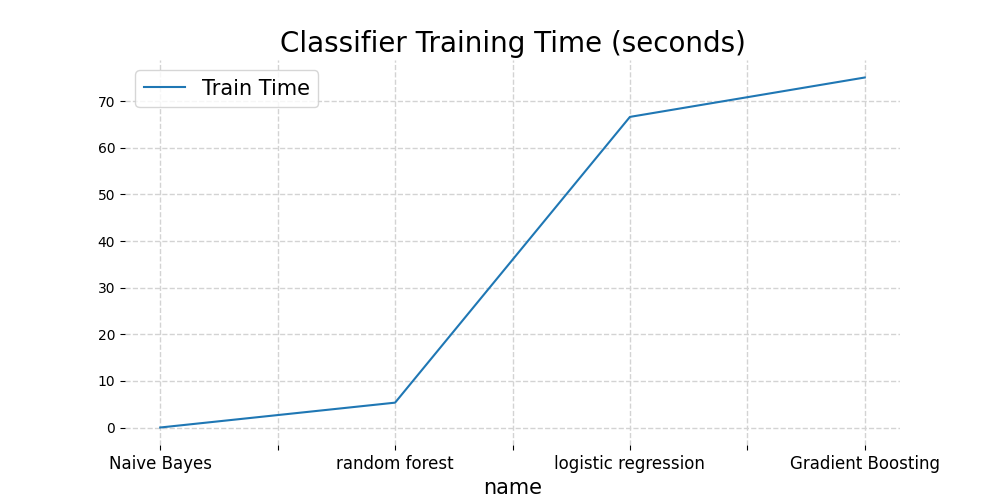 Classifier Training Time (seconds)
Train Time
70
60
50
40
30
20
10
0
Naive Bayes random forest logistic regression Gradient Boosting
name